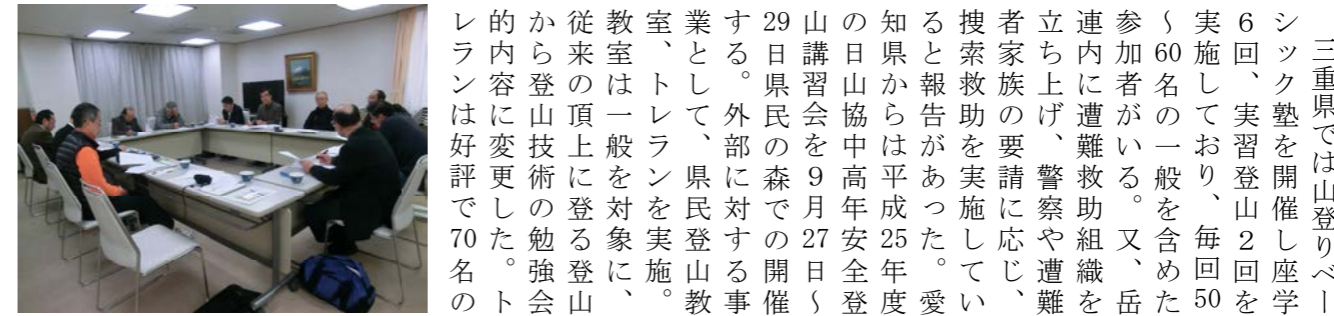 三重県では山登りベー
シック塾を開催し座学
６回、実習登山２回を
実施しており、毎回50
～60名の一般を含めた
参加者がいる。又、岳
連内に遭難救助組織を
立ち上げ、警察や遭難
者家族の要請に応じ、
捜索救助を実施してい
ると報告があった。愛
知県からは平成25年度
の日山協中高年安全登
山講習会を９月27日～
29日県民の森での開催
する。外部に対する事
業として、県民登山教
室、トレランを実施。
教室は一般を対象に、
従来の頂上に登る登山
から登山技術の勉強会
的内容に変更した。ト
レランは好評で70名の